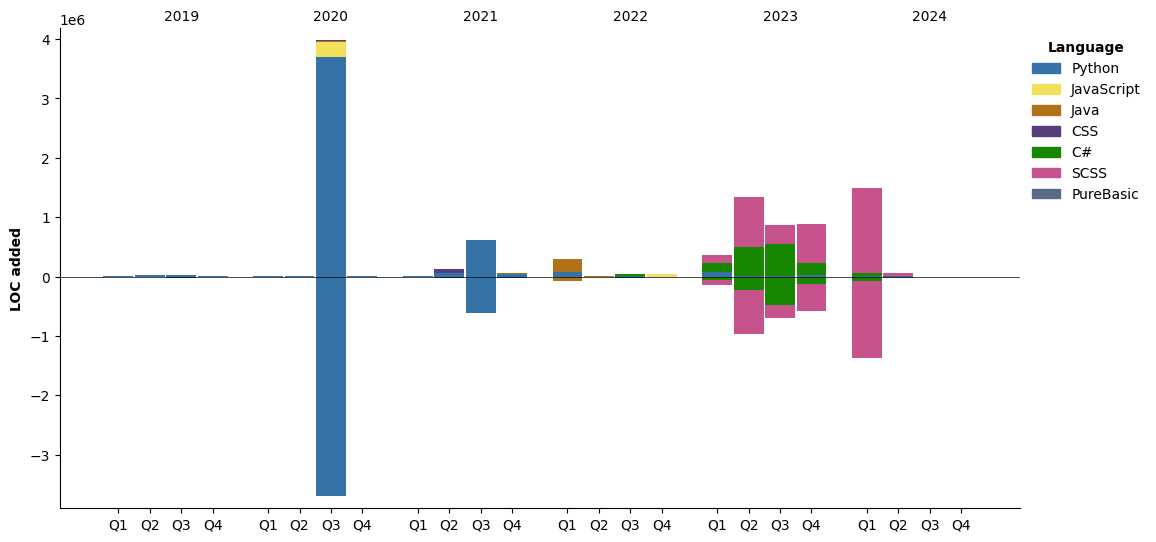 1e6
2019 2020 2021 2022 2023 2024
4
3
2
1
0
−1
−2
−3
LOC added
Q1 Q2 Q3 Q4 Q1 Q2 Q3 Q4 Q1 Q2 Q3 Q4 Q1 Q2 Q3 Q4 Q1 Q2 Q3 Q4 Q1 Q2 Q3 Q4
Language
Python
JavaScript
Java
CSS
C#
SCSS
PureBasic